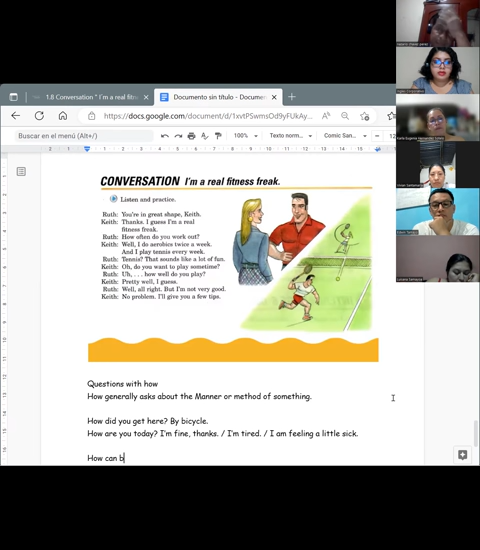 1.8 Conversation " I'm a real fitn
Documento sin título - Documen
https://docs.google.com/document/d/1xvtPSwmsOd9yFUkAy...
Buscar en el menú (Alt+/)
100%
Texto norm...
Comic San...
CONVERSATION I'm a real fitness freak.
Listen and practice.
Ruth: You're in great shape, Keith.
Keith: Thanks. I guess I'm a real
fitness freak.
Ruth: How often do you work out?
Keith: Well, I do aerobics twice a week.
And I play tennis every week.
Ruth: Tennis? That sounds like a lot of fun.
Keith: Oh, do you want to play sometime?
Ruth: Uh, . . . how well do you play?
Keith: Pretty well, I guess.
Ruth: Well, all right. But I'm not very good.
Keith: No problem. I'll give you a few tips.
Questions with how
How generally asks about the Manner or method of something.
How did you get here? By bicycle.
How are you today? I'm fine, thanks. / I'm tired. / I am feeling a little sick.
How can b